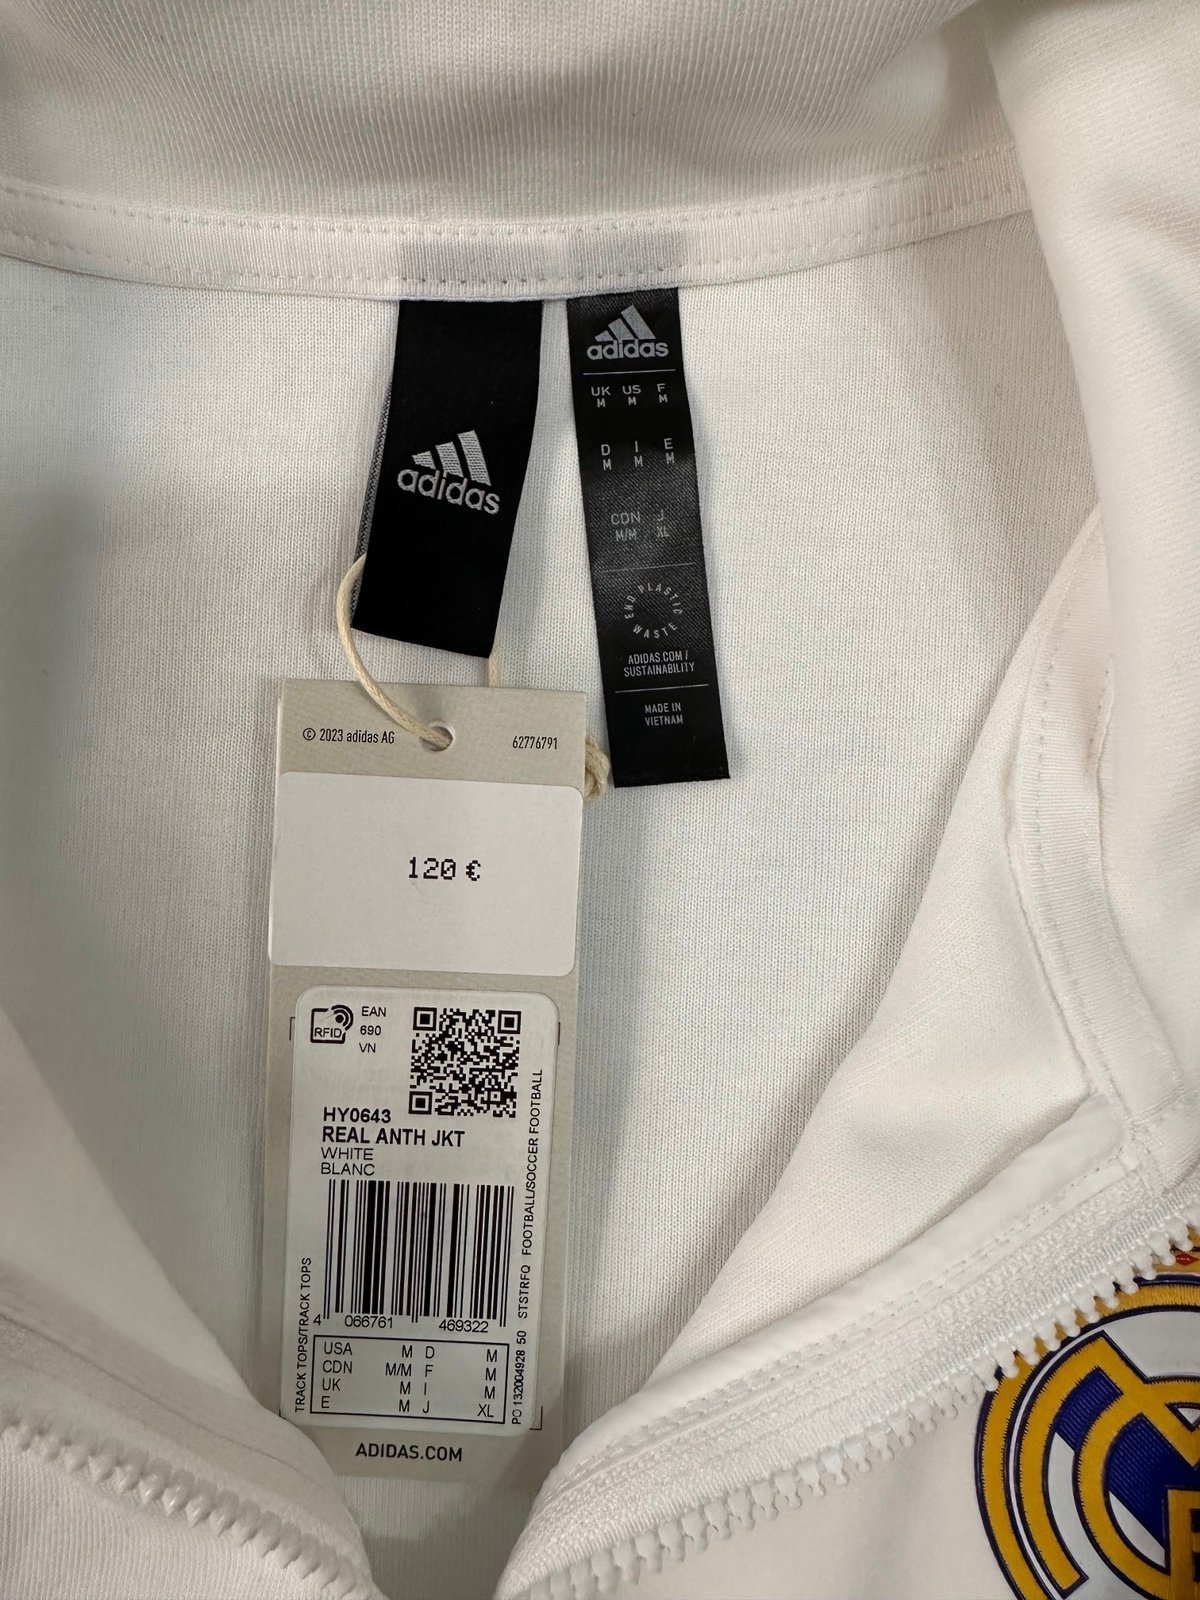 adidas
adidas
UK US F
M M M
D I E
M M M
CDN J
M/M XL
END PLASTIC WASTE
ADIDAS.COM /
SUSTAINABILITY
MADE IN
VIETNAM
© 2023 adidas AG 62776791
120 €
RFID
EAN
690
VN
HY0643
REAL ANTH JKT
WHITE
BLANC
4 066761 469322
USA M D M
CDN M/M F M
UK M I M
E M J XL
TRACK TOPS/TRACK TOPS
PO 132004928 50 STSTRFQ FOOTBALL/SOCCER FOOTBALL
ADIDAS.COM